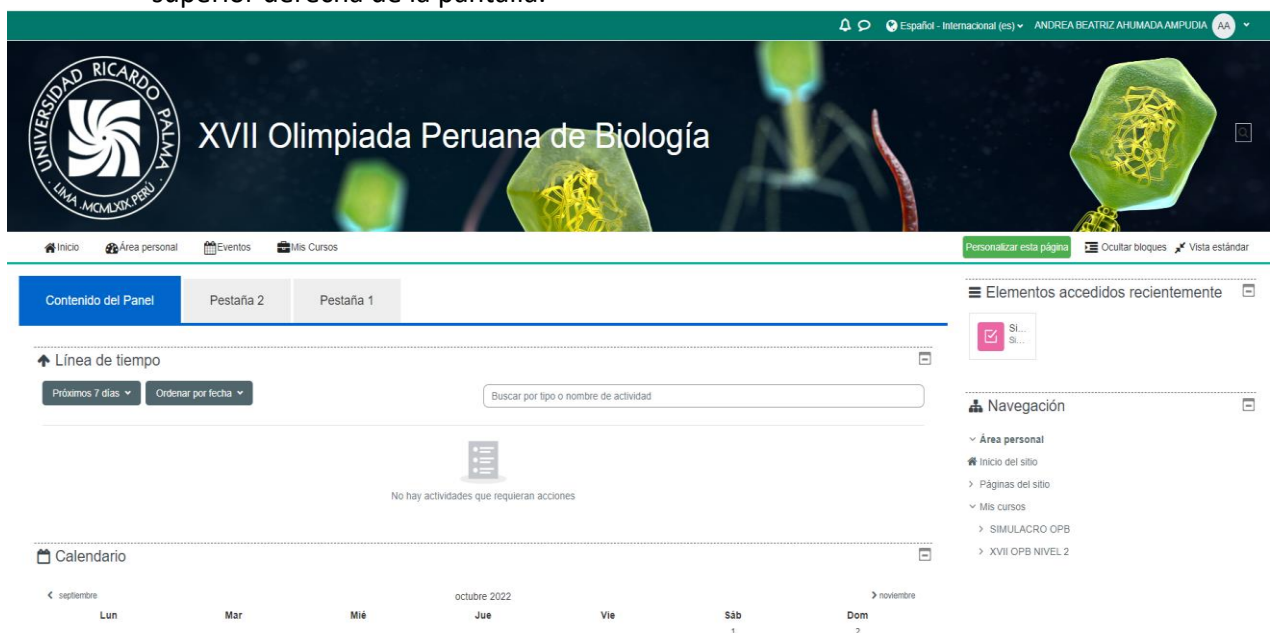 superior derecha de la pantalla.
Español - Internacional (es) ANDREA BEATRIZ AHUMADA AMPUDIA AA
UNIVERSIDAD RICARDO PALMA
LIMA .MCMLXIX.PERÚ
XVII Olimpiada Peruana de Biología
Inicio Área personal Eventos Mis Cursos Personalizar esta página Ocultar bloques Vista estándar
Contenido del Panel Pestaña 2 Pestaña 1
Elementos accedidos recientemente
Si...
Si...
Línea de tiempo
Próximos 7 días Ordenar por fecha Buscar por tipo o nombre de actividad
No hay actividades que requieran acciones
Navegación
Área personal
Inicio del sitio
Páginas del sitio
Mis cursos
SIMULACRO OPB
XVII OPB NIVEL 2
Calendario
septiembre octubre 2022 noviembre
Lun Mar Mié Jue Vie Sáb Dom
1 2